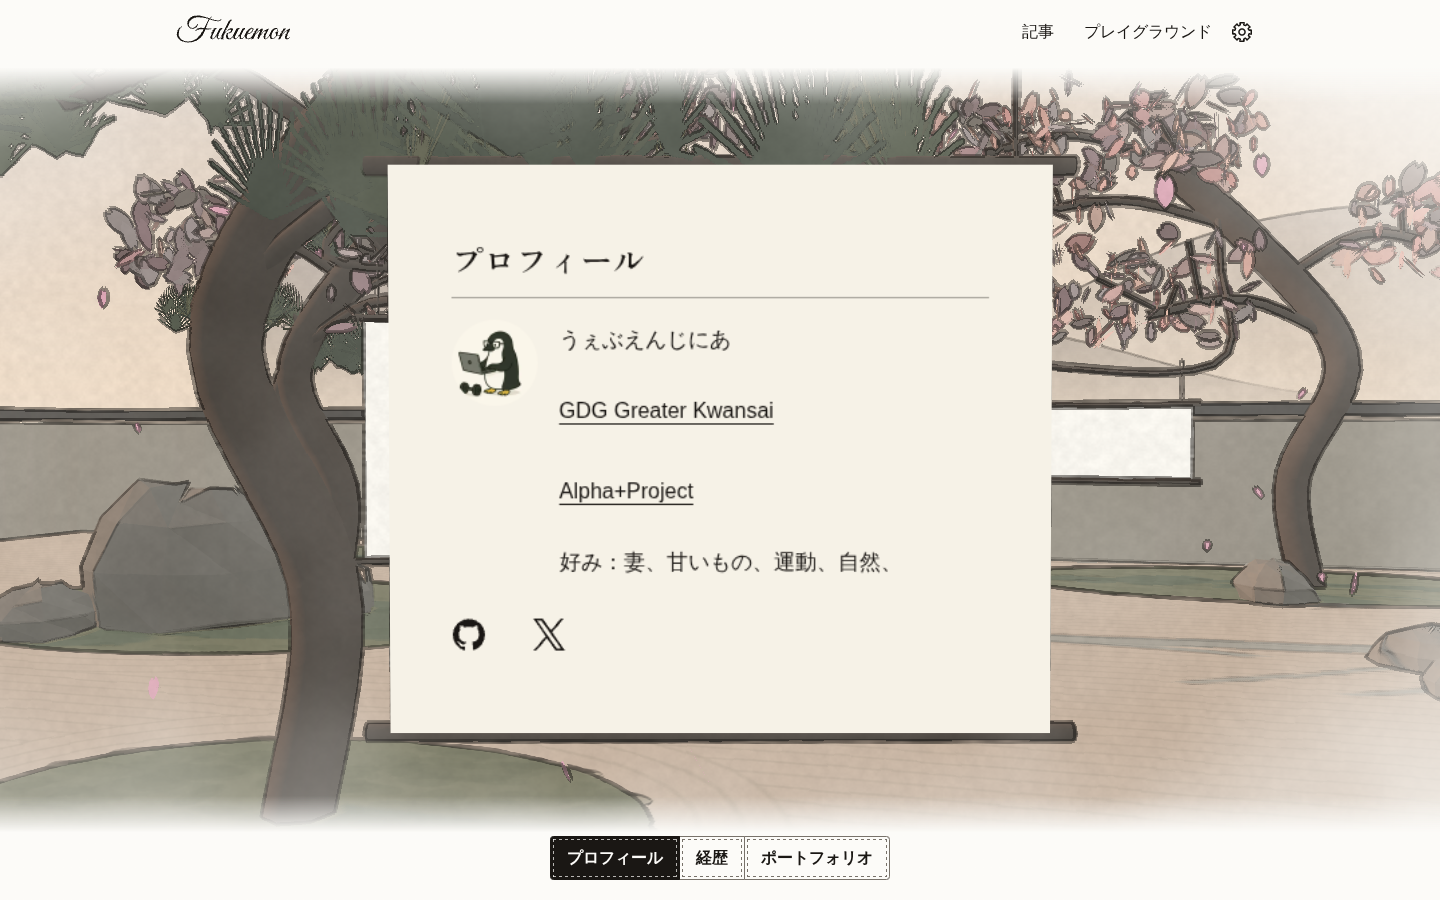 Fukuemon
記事
プレイグラウンド
プロフィール
うぇぶえんじにあ
GDG Greater Kwansai
Alpha+Project
好み：妻、甘いもの、運動、自然、
プロフィール
経歴
ポートフォリオ